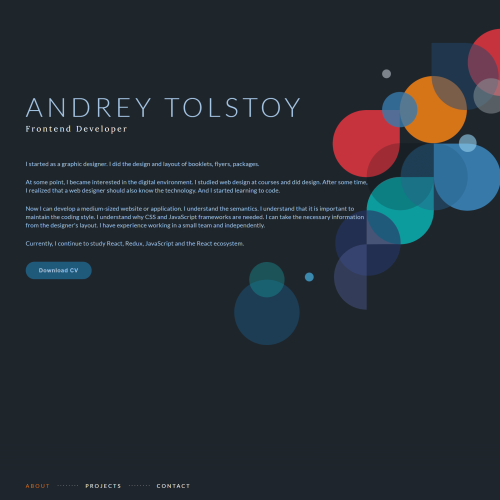 ANDREY TOLSTOY
Frontend Developer
I started as a graphic designer. I did the design and layout of booklets, flyers, packages.
At some point, I became interested in the digital environment. I studied web design at courses and did design. After some time,
I realized that a web designer should also know the technology. And I started learning to code.
Now I can develop a medium-sized website or application. I understand the semantics. I understand that it is important to
maintain the coding style. I understand why CSS and JavaScript frameworks are needed. I can take the necessary information
from the designer's layout. I have experience working in a small team and independently.
Currently, I continue to study React, Redux, JavaScript and the React ecosystem.
Download CV
ABOUT ········ PROJECTS ········ CONTACT